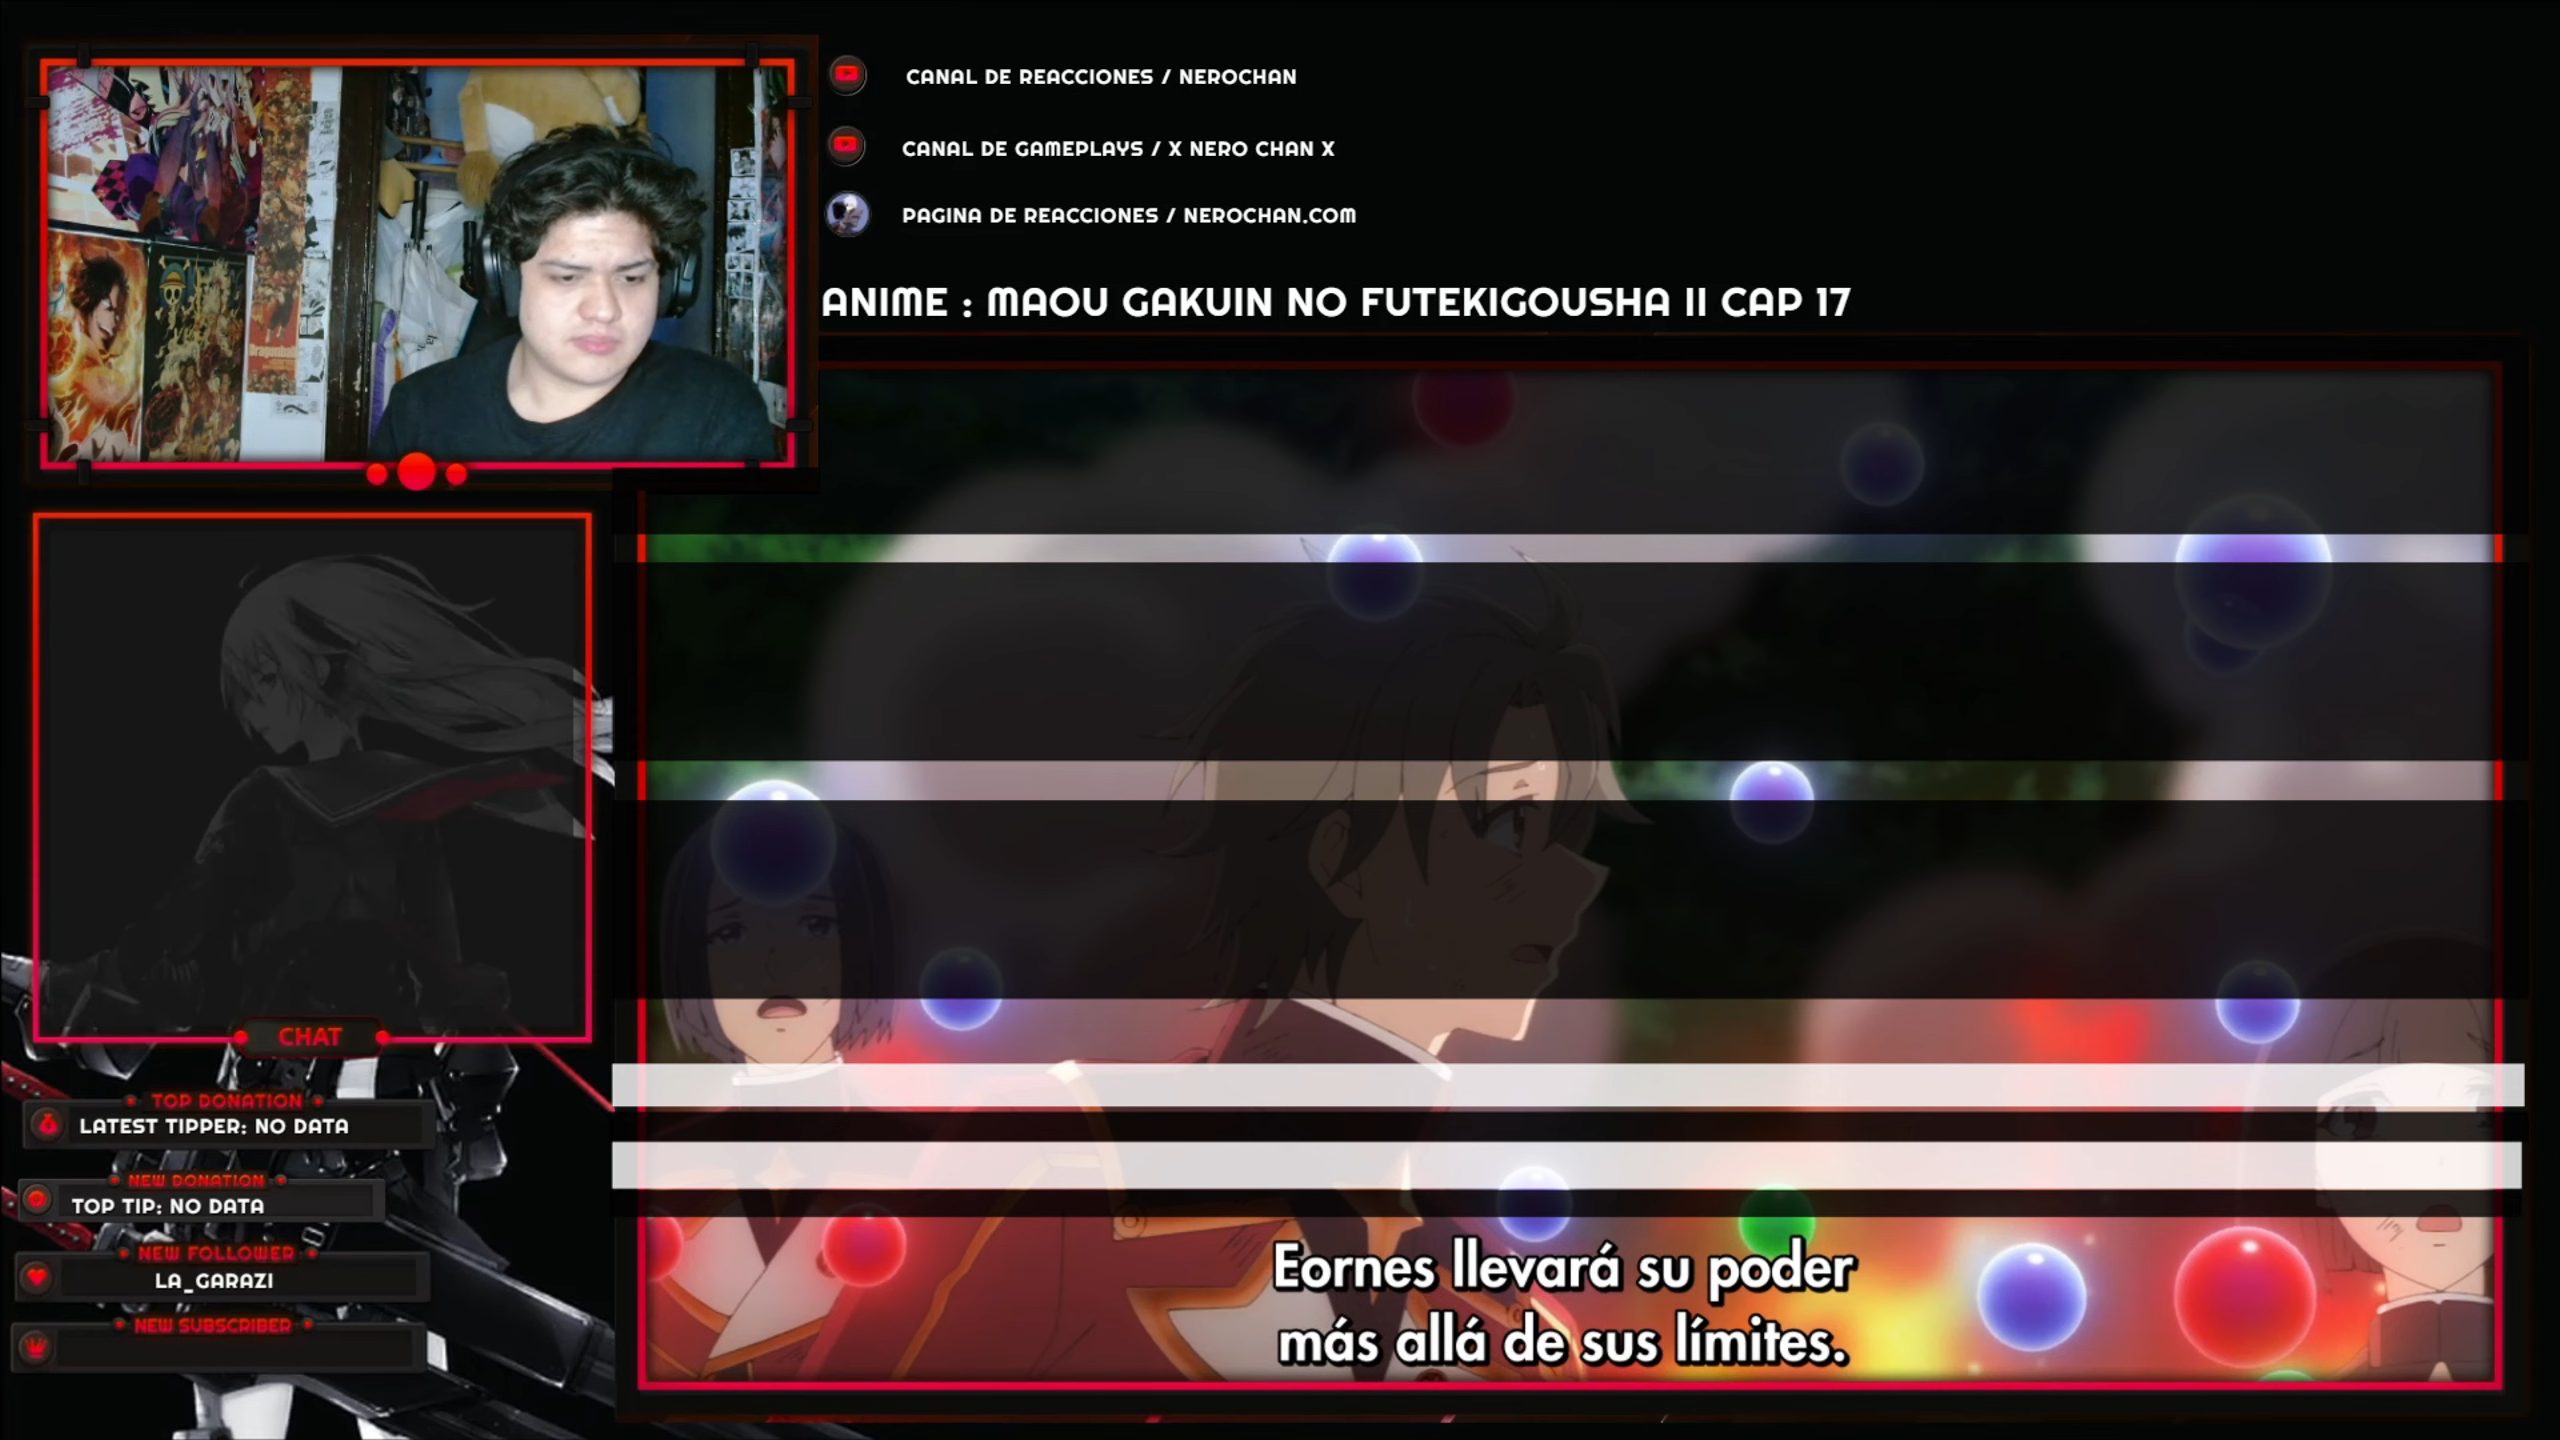 CANAL DE REACCIONES / NEROCHAN
CANAL DE GAMEPLAYS / X NERO CHAN X
PAGINA DE REACCIONES / NEROCHAN.COM
ANIME : MAOU GAKUIN NO FUTEKIGOUSHA II CAP 17
CHAT
TOP DONATION
LATEST TIPPER: NO DATA
NEW DONATION
TOP TIP: NO DATA
NEW FOLLOWER
LA_GARAZI
NEW SUBSCRIBER
Eornes llevará su poder
más allá de sus límites.